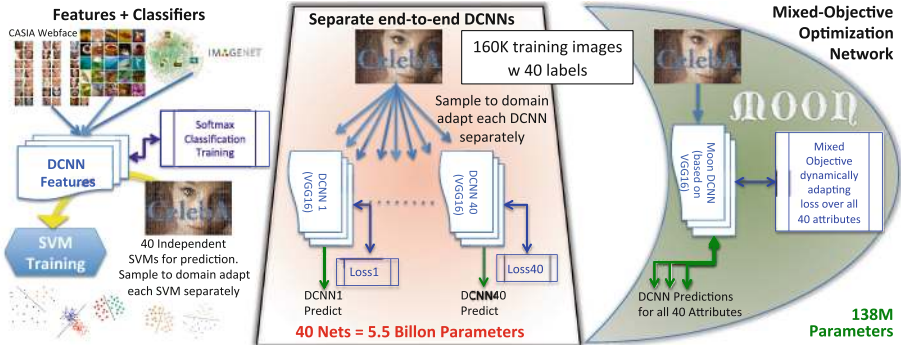 Features + Classifiers
CASIA Webface
IMAGENET
DCNN
Features
Softmax
Classification
Training
CelebA
SVM
Training
40 Independent
SVMs for prediction.
Sample to domain adapt
each SVM separately
Separate end-to-end DCNNs
CelebA
160K training images
w 40 labels
Sample to domain
adapt each DCNN
separately
DCNN 1
(VGG16)
DCNN 40
(VGG16)
Loss1
Loss40
DCNN1
Predict
DCNN40
Predict
40 Nets = 5.5 Billon Parameters
Mixed-Objective
Optimization
Network
CelebA
MOON
Moon DCNN
(based on
VGG16)
Mixed
Objective
dynamically
adapting
loss over all
40 attributes
DCNN Predictions
for all 40 Attributes
138M
Parameters